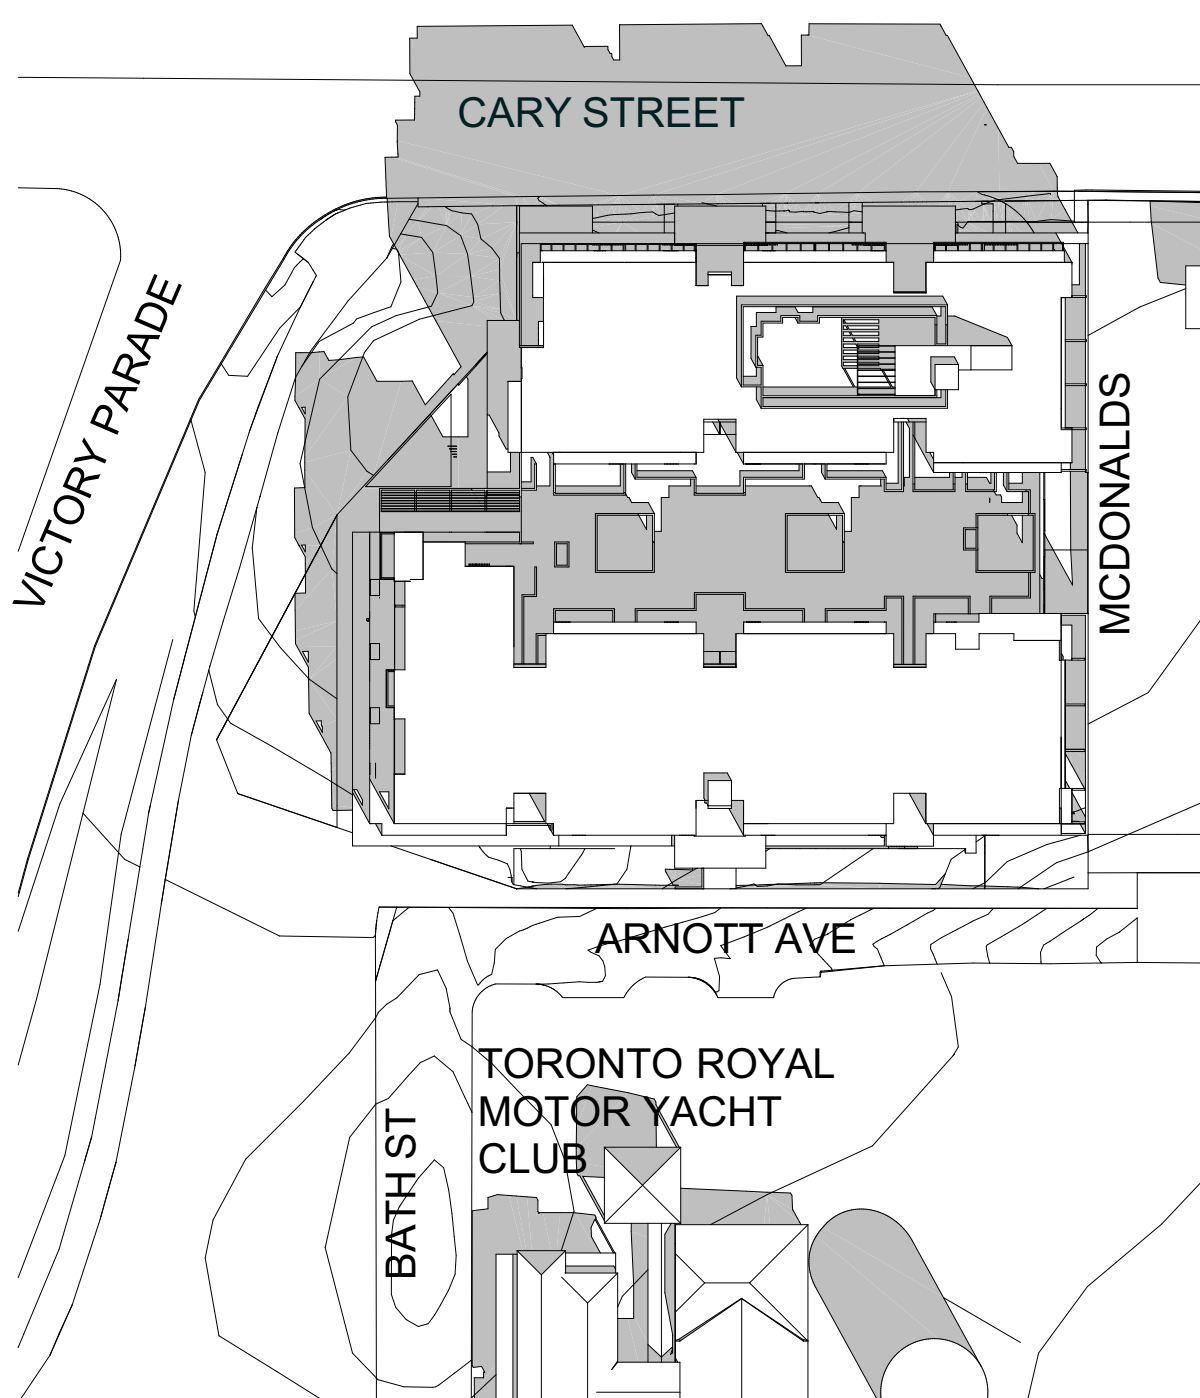 CARY STREET
VICTORY PARADE
MCDONALDS
ARNOTT AVE
TORONTO ROYAL
MOTOR YACHT
CLUB
BATH ST